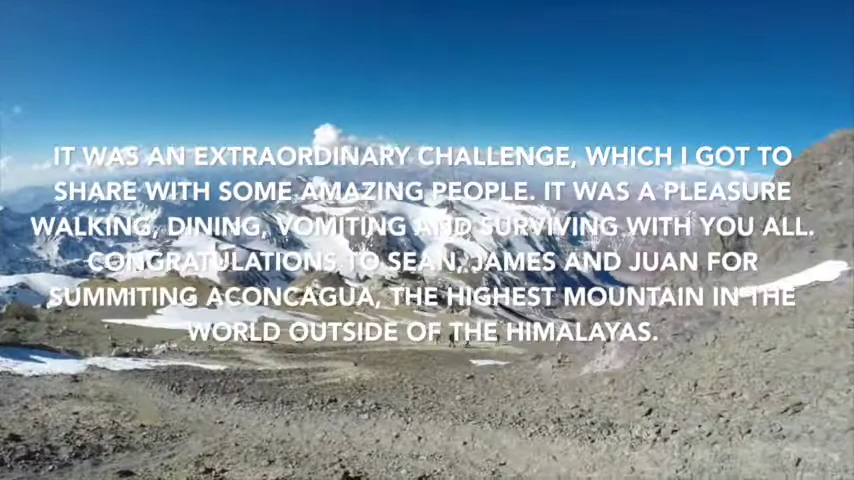 IT WAS AN EXTRAORDINARY CHALLENGE, WHICH I GOT TO
SHARE WITH SOME AMAZING PEOPLE. IT WAS A PLEASURE
WALKING, DINING, VOMITING AND SURVIVING WITH YOU ALL.
CONGRATULATIONS TO SEAN, JAMES AND JUAN FOR
SUMMITING ACONCAGUA, THE HIGHEST MOUNTAIN IN THE
WORLD OUTSIDE OF THE HIMALAYAS.